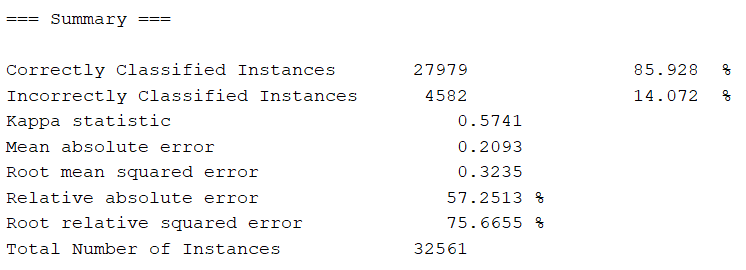 === Summary ===
Correctly Classified Instances 27979 85.928 %
Incorrectly Classified Instances 4582 14.072 %
Kappa statistic 0.5741
Mean absolute error 0.2093
Root mean squared error 0.3235
Relative absolute error 57.2513 %
Root relative squared error 75.6655 %
Total Number of Instances 32561